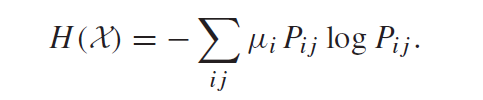 H(𝒳) = − ∑_{ij} μ_i P_{ij} log P_{ij}.